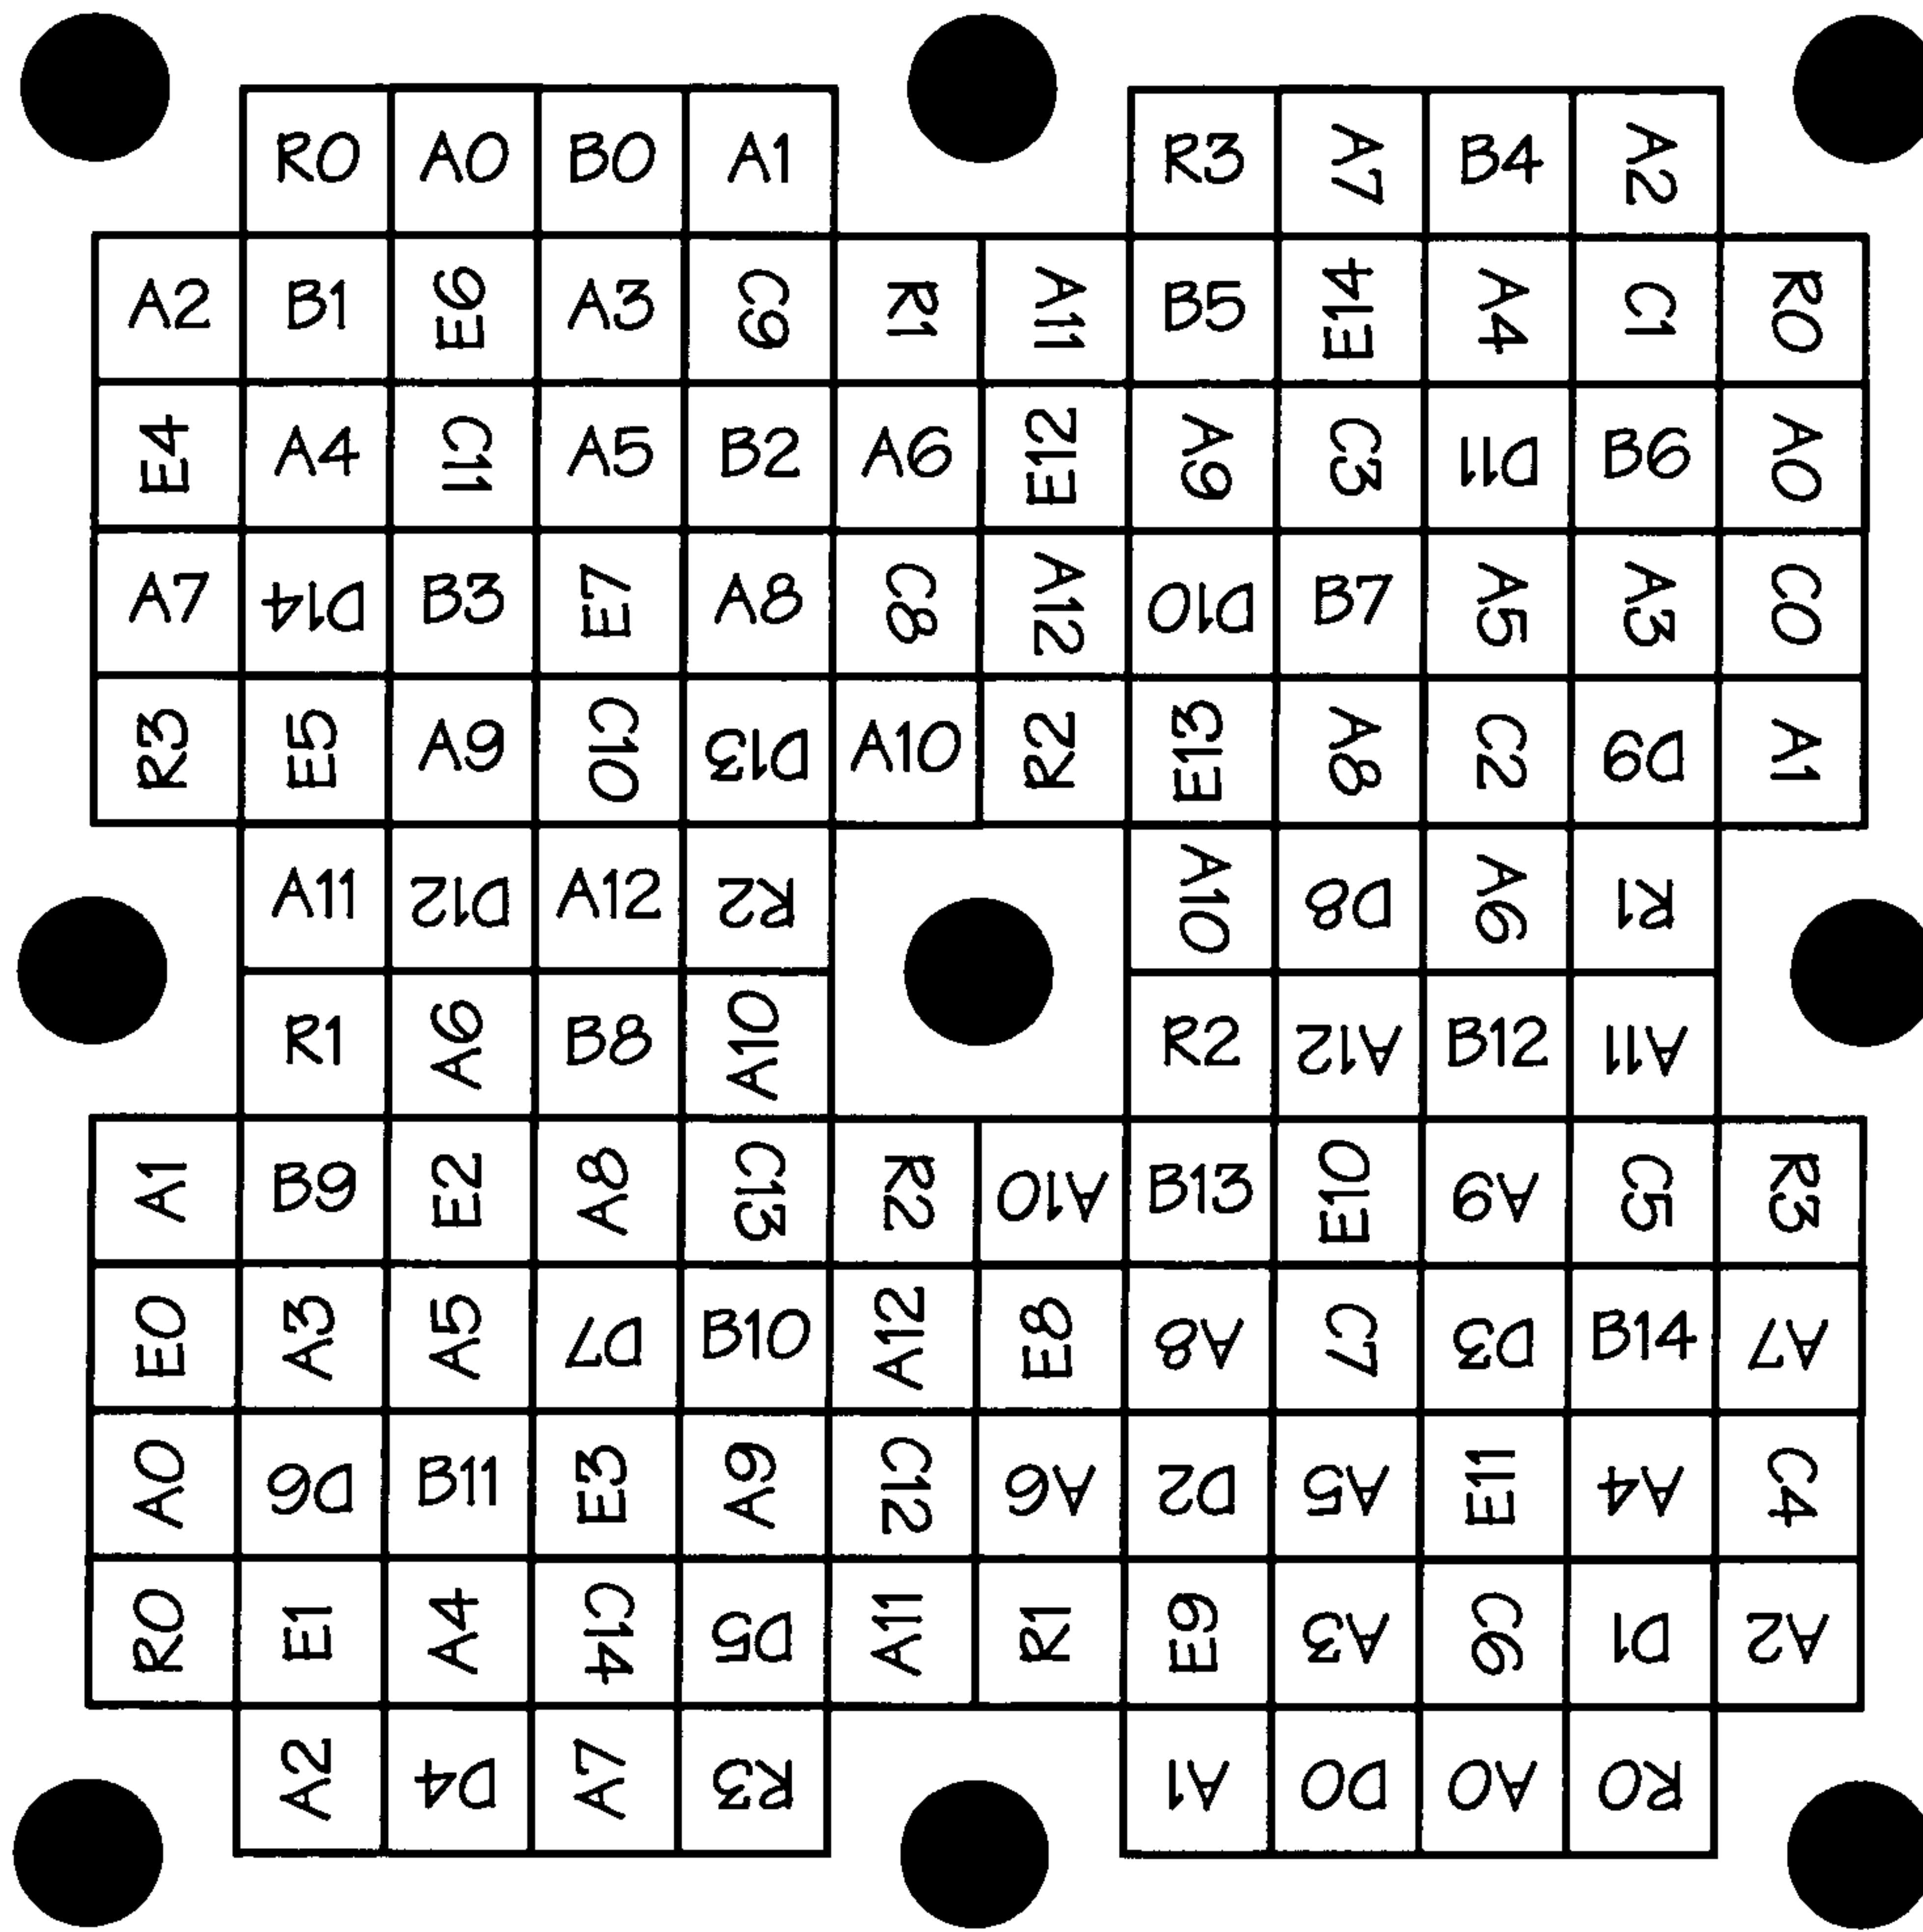 R0 A0 B0 A1 R3 A7 B4 A2
A2 B1 E6 A3 C9 R1 A11 B5 E14 A4 C1 R0
E4 A4 C11 A5 B2 A6 E12 A9 C3 D11 B6 A0
A7 D14 B3 E7 A8 C8 A12 D10 B7 A5 A3 C0
R3 E5 A9 C10 D13 A10 R2 E13 A8 C2 D9 A1
A11 D12 A12 R2 A10 D8 A6 R1
R1 A6 B8 A10 R2 A12 B12 A11
A1 B9 E2 A8 C13 R2 A10 B13 E10 A9 C5 R3
E0 A3 A5 D7 B10 A12 E8 A8 C7 D3 B14 A7
A0 D6 B11 E3 A9 C12 A6 D2 A5 E11 A4 C4
R0 E1 A4 C14 D5 A11 R1 E9 A3 C6 D1 A2
A2 D4 A7 R3 A1 D0 A0 R0